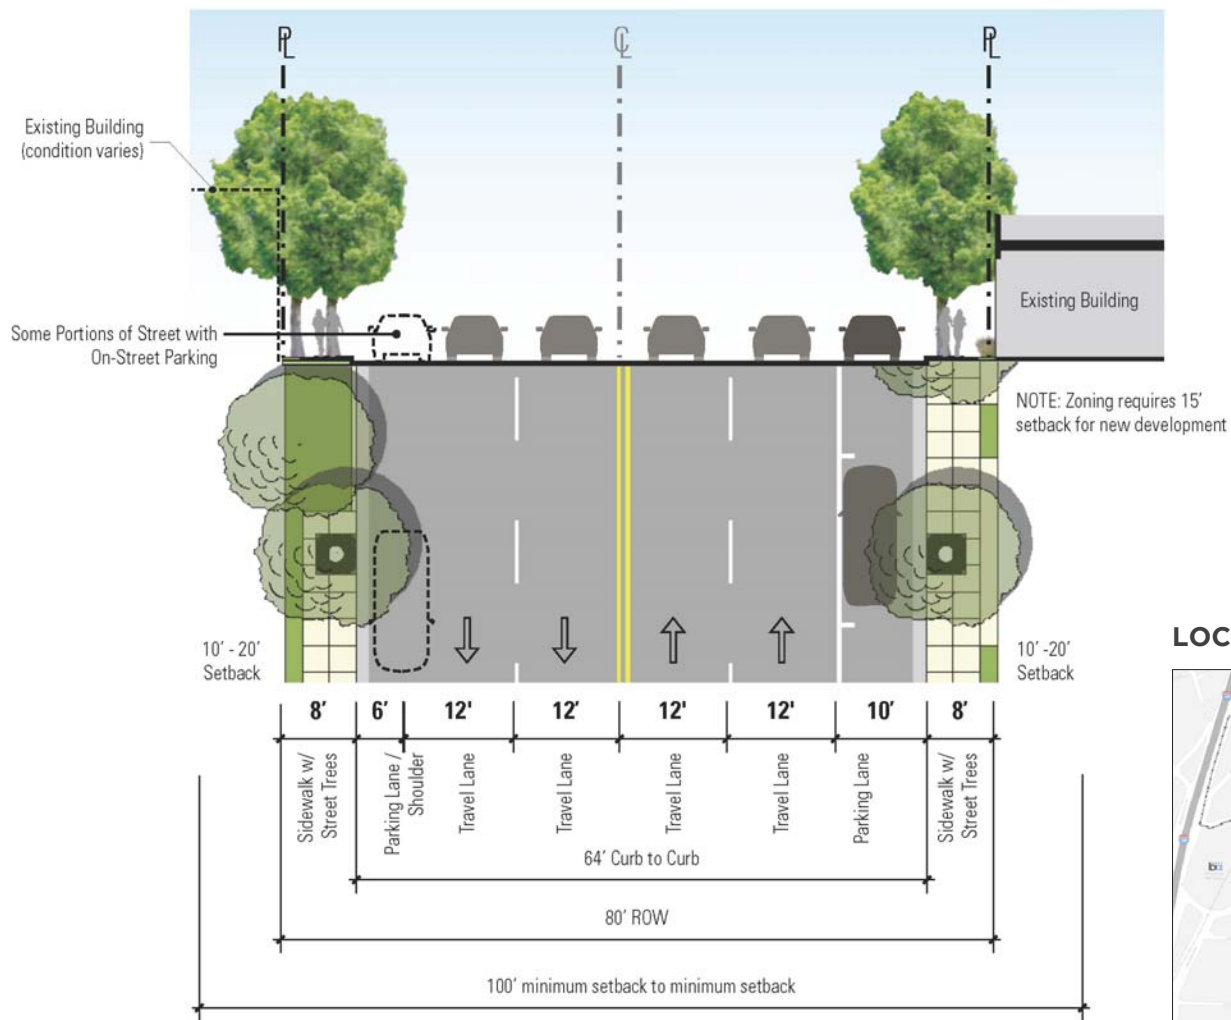 PL
CL
PL
Existing Building
(condition varies)
Some Portions of Street with
On-Street Parking
Existing Building
NOTE: Zoning requires 15'
setback for new development
10' - 20'
Setback
10' -20'
Setback
LOC
8'
6'
12'
12'
12'
12'
10'
8'
Sidewalk w/
Street Trees
Parking Lane /
Shoulder
Travel Lane
Travel Lane
Travel Lane
Travel Lane
Parking Lane
Sidewalk w/
Street Trees
64' Curb to Curb
80' ROW
100' minimum setback to minimum setback